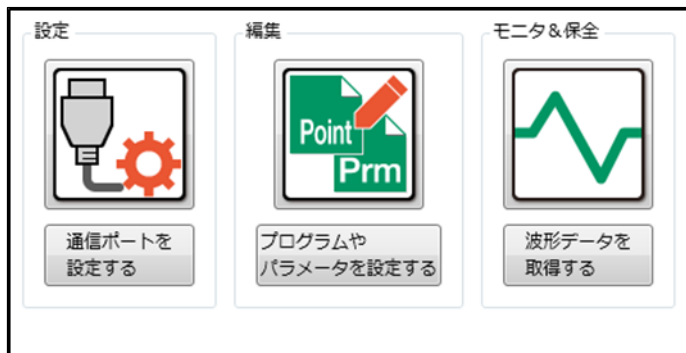 設定
通信ポートを
設定する
編集
Point
Prm
プログラムや
パラメータを設定する
モニタ&保全
波形データを
取得する